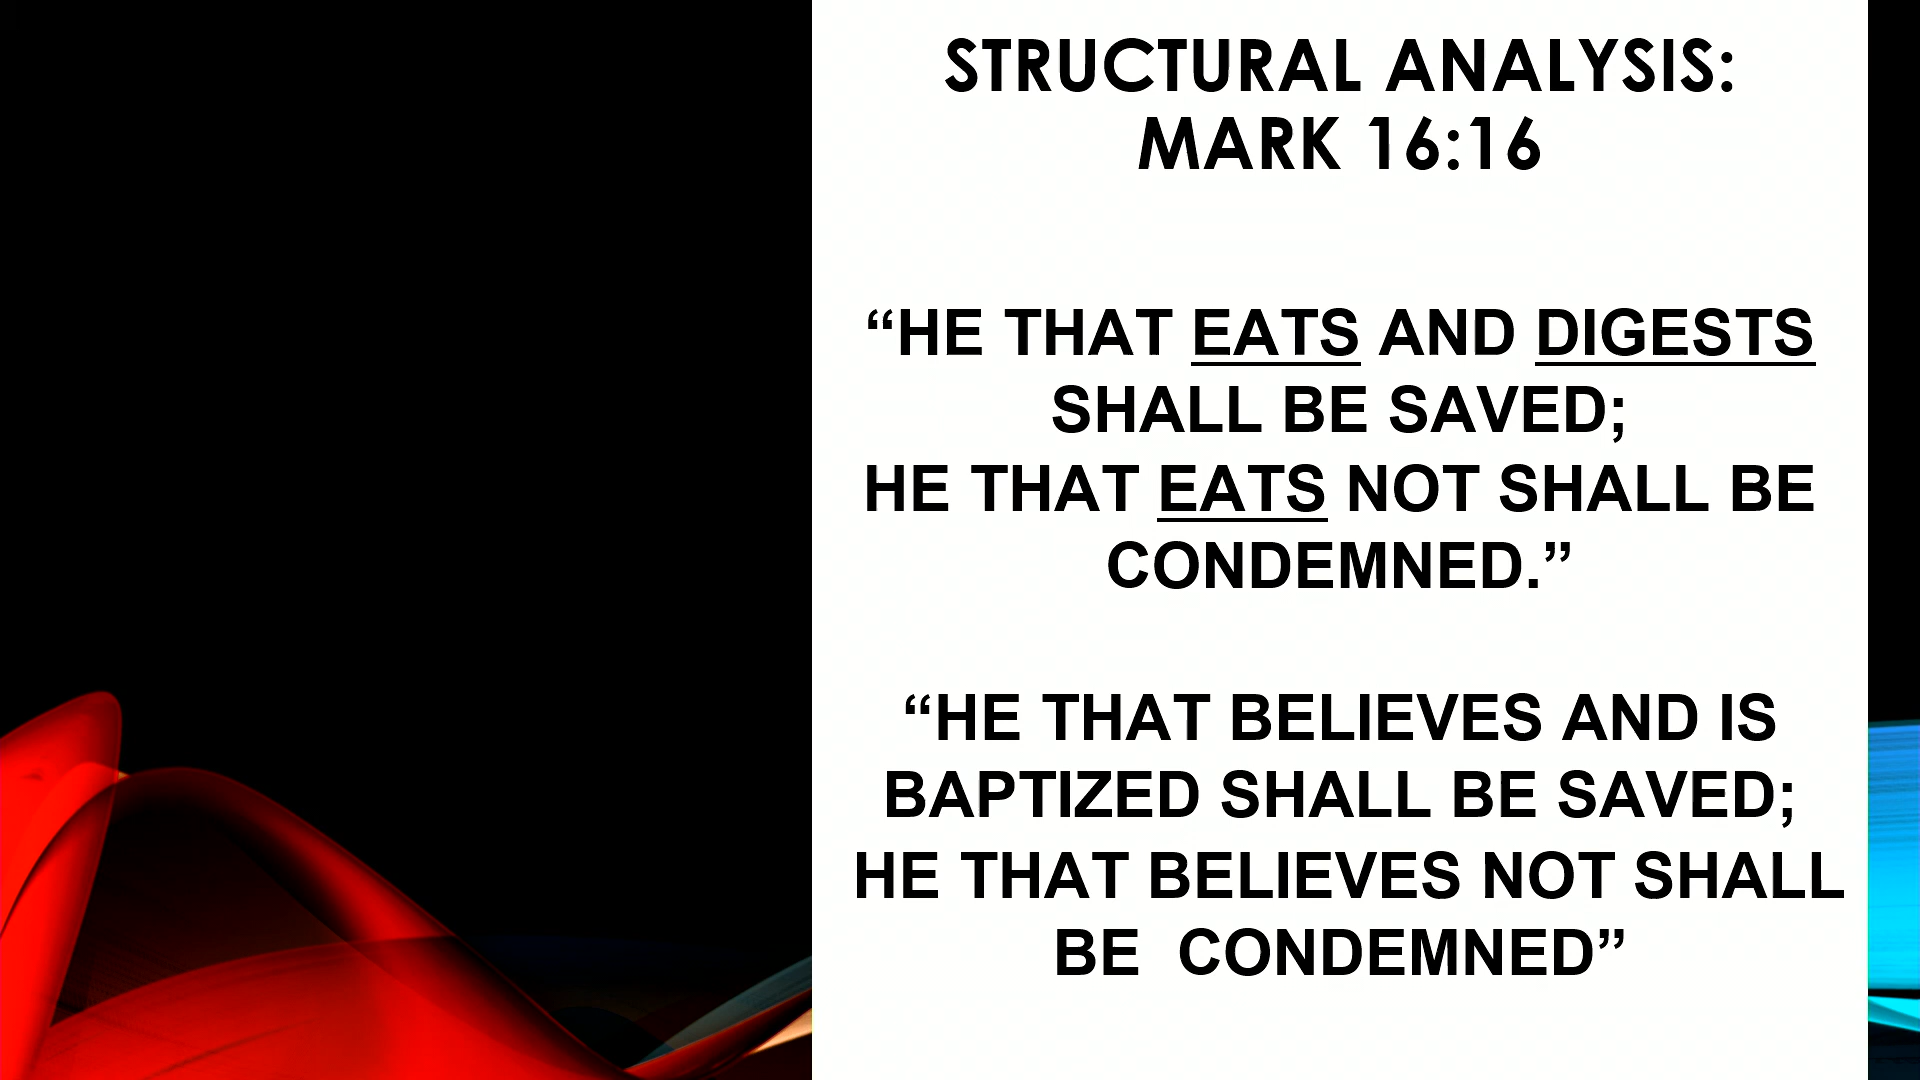 STRUCTURAL ANALYSIS:
MARK 16:16
“HE THAT EATS AND DIGESTS
SHALL BE SAVED;
HE THAT EATS NOT SHALL BE
CONDEMNED.”
“HE THAT BELIEVES AND IS
BAPTIZED SHALL BE SAVED;
HE THAT BELIEVES NOT SHALL
BE  CONDEMNED”